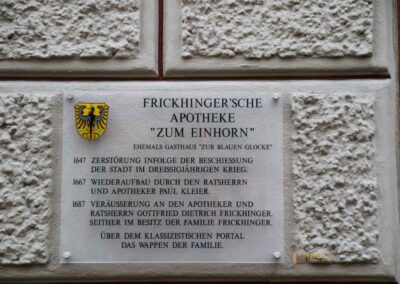 FRICKHINGER'SCHE
APOTHEKE
"ZUM EINHORN"
EHEMALS GASTHAUS "ZUR BLAUEN GLOCKE"
1647 ZERSTÖRUNG INFOLGE DER BESCHIESSUNG
DER STADT IM DREISSIGJÄHRIGEN KRIEG.
1667 WIEDERAUFBAU DURCH DEN RATSHERRN
UND APOTHEKER PAUL KLEIER.
1687 VERÄUSSERUNG AN DEN APOTHEKER UND
RATSHERRN GOTTFRIED DIETRICH FRICKHINGER.
SEITHER IM BESITZ DER FAMILIE FRICKHINGER.
ÜBER DEM KLASSIZISTISCHEN PORTAL
DAS WAPPEN DER FAMILIE.